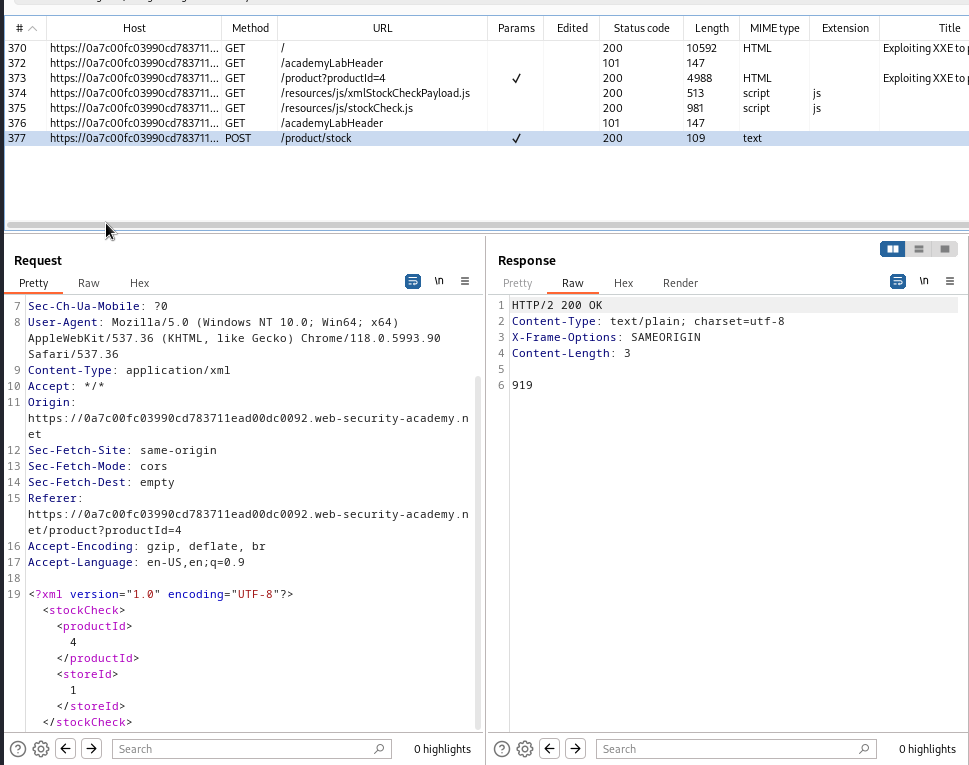 # Host Method URL Params Edited Status code Length MIME type Extension Title
370 https://0a7c00fc03990cd783711... GET / 200 10592 HTML Exploiting XXE to p
372 https://0a7c00fc03990cd783711... GET /academyLabHeader 101 147
373 https://0a7c00fc03990cd783711... GET /product?productId=4 ✓ 200 4988 HTML Exploiting XXE to p
374 https://0a7c00fc03990cd783711... GET /resources/js/xmlStockCheckPayload.js 200 513 script js
375 https://0a7c00fc03990cd783711... GET /resources/js/stockCheck.js 200 981 script js
376 https://0a7c00fc03990cd783711... GET /academyLabHeader 101 147
377 https://0a7c00fc03990cd783711... POST /product/stock ✓ 200 109 text
Request
Pretty Raw Hex \n
7 Sec-Ch-Ua-Mobile: ?0
8 User-Agent: Mozilla/5.0 (Windows NT 10.0; Win64; x64)
AppleWebKit/537.36 (KHTML, like Gecko) Chrome/118.0.5993.90
Safari/537.36
9 Content-Type: application/xml
10 Accept: */*
11 Origin:
https://0a7c00fc03990cd783711ead00dc0092.web-security-academy.n
et
12 Sec-Fetch-Site: same-origin
13 Sec-Fetch-Mode: cors
14 Sec-Fetch-Dest: empty
15 Referer:
https://0a7c00fc03990cd783711ead00dc0092.web-security-academy.n
et/product?productId=4
16 Accept-Encoding: gzip, deflate, br
17 Accept-Language: en-US,en;q=0.9
18
19 <?xml version="1.0" encoding="UTF-8"?>
<stockCheck>
<productId>
4
</productId>
<storeId>
1
</storeId>
</stockCheck>
Search 0 highlights
Response
Pretty Raw Hex Render \n
1 HTTP/2 200 OK
2 Content-Type: text/plain; charset=utf-8
3 X-Frame-Options: SAMEORIGIN
4 Content-Length: 3
5
6 919
Search 0 highlights